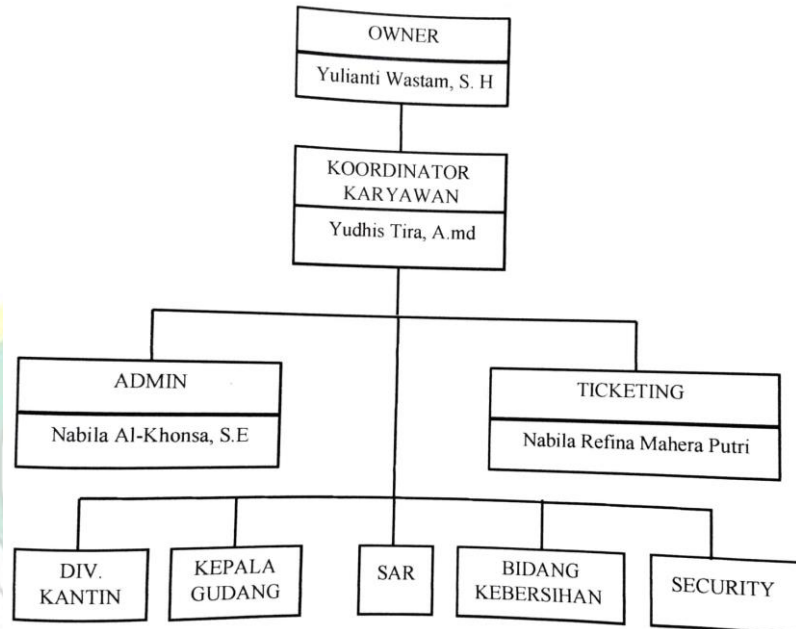 OWNER
Yulianti Wastam, S. H
KOORDINATOR
KARYAWAN
Yudhis Tira, A.md
ADMIN
Nabila Al-Khonsa, S.E
TICKETING
Nabila Refina Mahera Putri
DIV.
KANTIN
KEPALA
GUDANG
SAR
BIDANG
KEBERSIHAN
SECURITY